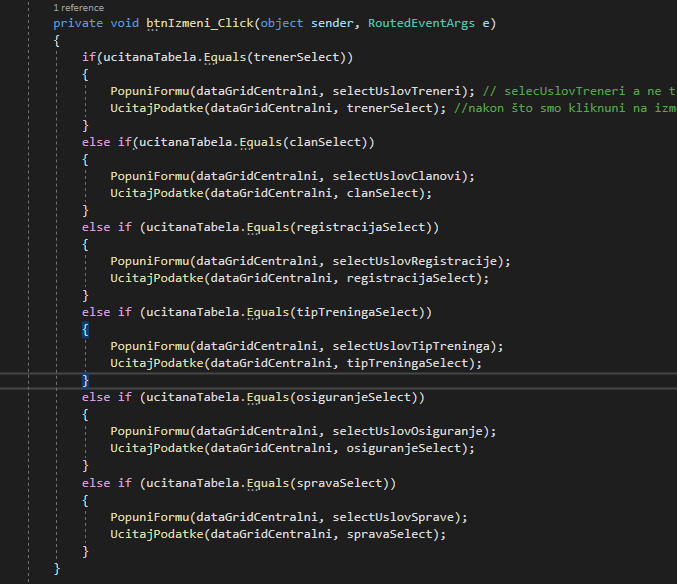 1 reference
private void btnIzmeni_Click(object sender, RoutedEventArgs e)
{
if(ucitanaTabela.Equals(trenerSelect))
{
PopuniFormu(dataGridCentralni, selectUslovTreneri); // selecUslovTreneri a ne t
UcitajPodatke(dataGridCentralni, trenerSelect); //nakon što smo kliknuni na izm
}
else if(ucitanaTabela.Equals(clanSelect))
{
PopuniFormu(dataGridCentralni, selectUslovClanovi);
UcitajPodatke(dataGridCentralni, clanSelect);
}
else if (ucitanaTabela.Equals(registracijaSelect))
{
PopuniFormu(dataGridCentralni, selectUslovRegistracije);
UcitajPodatke(dataGridCentralni, registracijaSelect);
}
else if (ucitanaTabela.Equals(tipTreningaSelect))
{
PopuniFormu(dataGridCentralni, selectUslovTipTreninga);
UcitajPodatke(dataGridCentralni, tipTreningaSelect);
}
else if (ucitanaTabela.Equals(osiguranjeSelect))
{
PopuniFormu(dataGridCentralni, selectUslovOsiguranje);
UcitajPodatke(dataGridCentralni, osiguranjeSelect);
}
else if (ucitanaTabela.Equals(spravaSelect))
{
PopuniFormu(dataGridCentralni, selectUslovSprave);
UcitajPodatke(dataGridCentralni, spravaSelect);
}
}